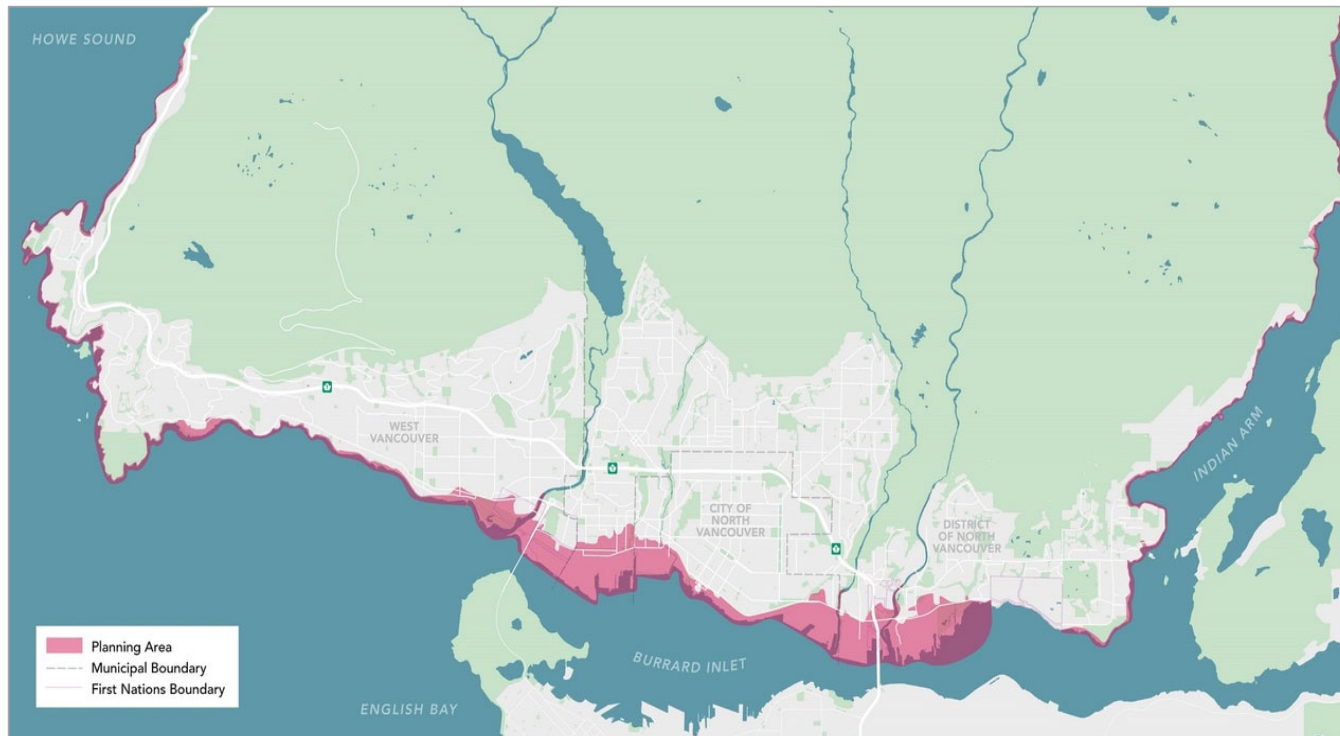 HOWE SOUND
WEST
VANCOUVER
CITY OF
NORTH
VANCOUVER
DISTRICT
OF NORTH
VANCOUVER
INDIAN ARM
BURRARD INLET
ENGLISH BAY
Planning Area
Municipal Boundary
First Nations Boundary